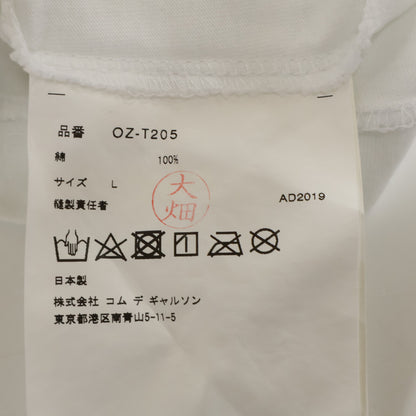 品番 OZ-T205
綿 100%
サイズ L
縫製責任者 大畑 AD2019
日本製
株式会社 コム デ ギャルソン
東京都港区南青山5-11-5